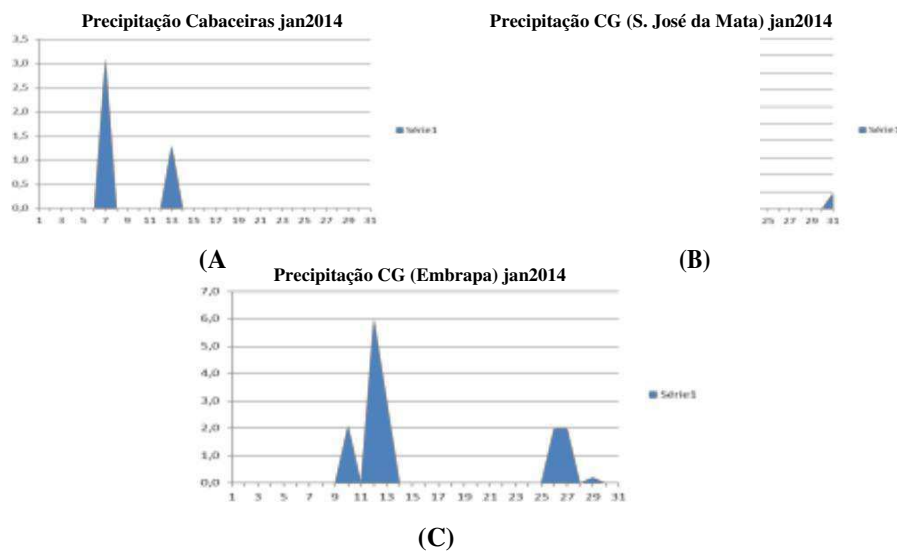 Precipitação Cabaceiras jan2014
3,5
3,0
2,5
2,0
1,5
1,0
0,5
0,0
1 3 5 7 9 11 13 15 17 19 21 23 25 27 29 31
Série1
(A
Precipitação CG (S. José da Mata) jan2014
25 27 29 31
Série1
(B)
Precipitação CG (Embrapa) jan2014
7,0
6,0
5,0
4,0
3,0
2,0
1,0
0,0
1 3 5 7 9 11 13 15 17 19 21 23 25 27 29 31
Série1
(C)